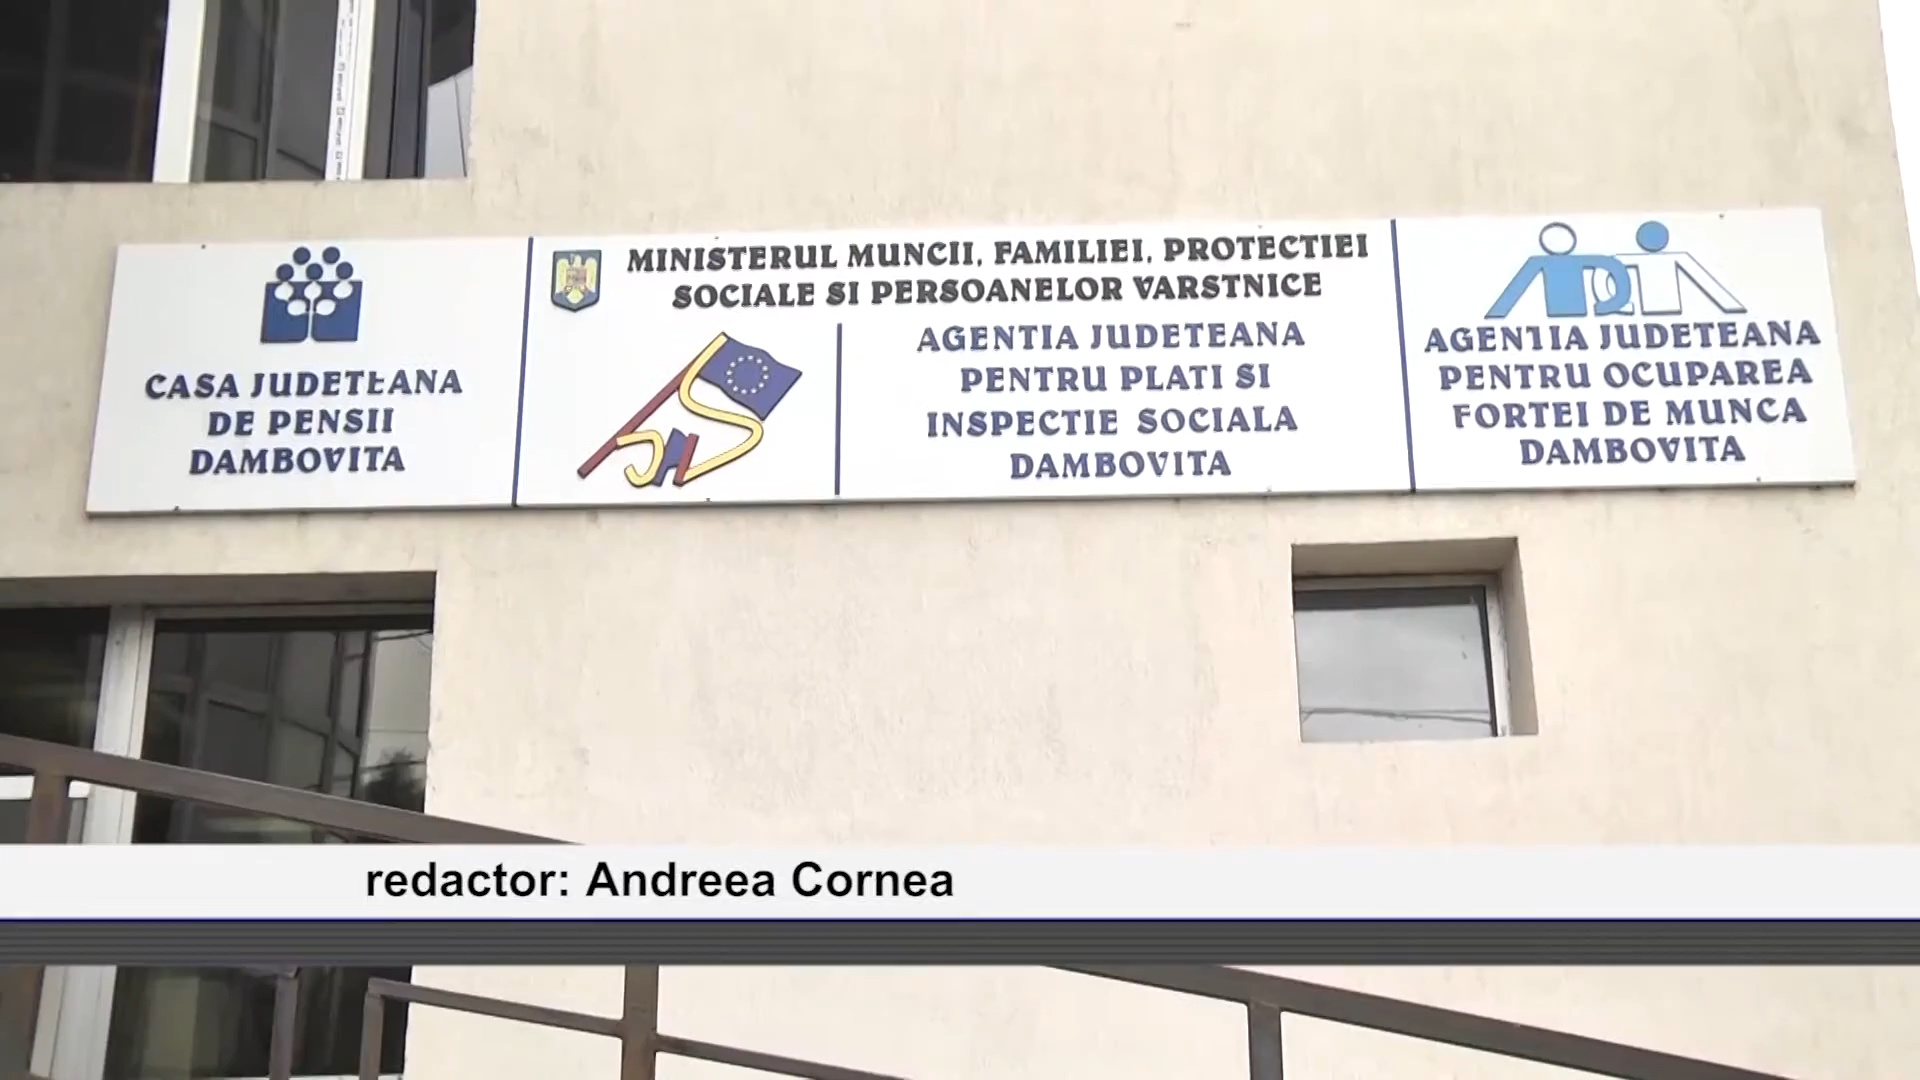 CASA JUDETEANA
DE PENSII
DAMBOVITA
MINISTERUL MUNCII, FAMILIEI, PROTECTIEI
SOCIALE SI PERSOANELOR VARSTNICE
AGENTIA JUDETEANA
PENTRU PLATI SI
INSPECTIE SOCIALA
DAMBOVITA
AGENTIA JUDETEANA
PENTRU OCUPAREA
FORTEI DE MUNCA
DAMBOVITA
redactor: Andreea Cornea